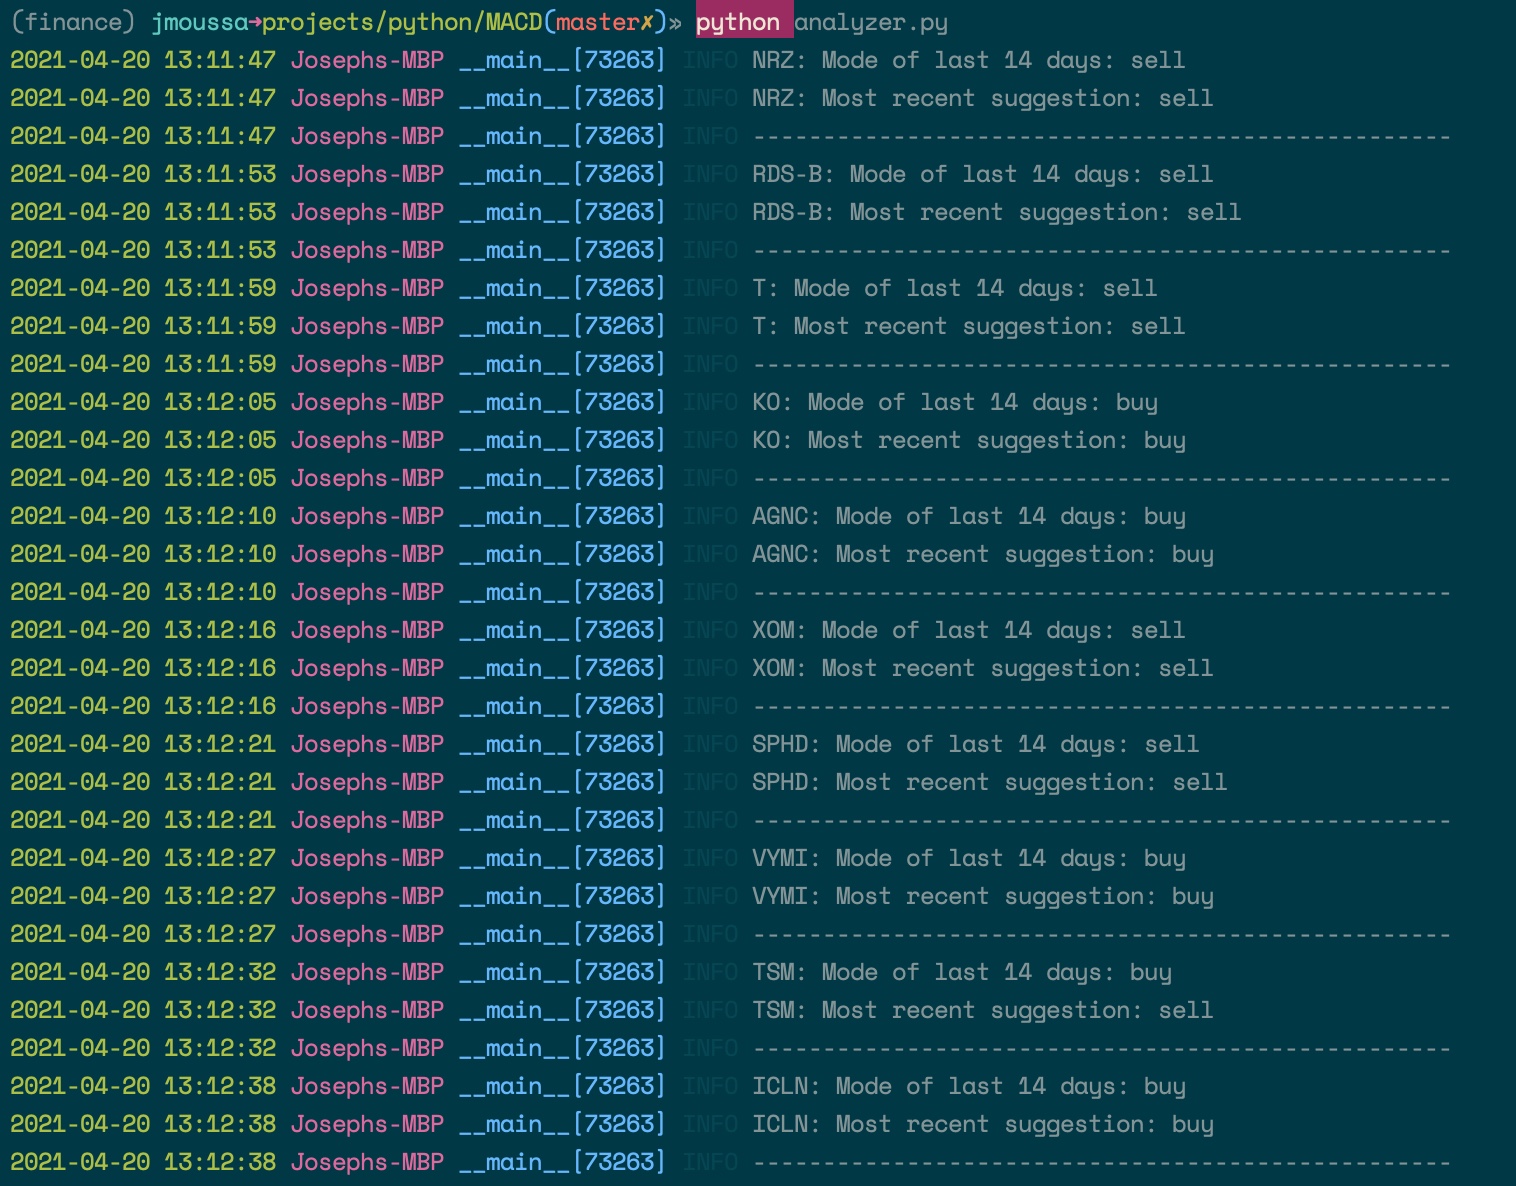 (finance) jmoussa→projects/python/MACD(master✗)» python analyzer.py
2021-04-20 13:11:47 Josephs-MBP __main__[73263] INFO NRZ: Mode of last 14 days: sell
2021-04-20 13:11:47 Josephs-MBP __main__[73263] INFO NRZ: Most recent suggestion: sell
2021-04-20 13:11:47 Josephs-MBP __main__[73263] INFO --------------------------------------------------
2021-04-20 13:11:53 Josephs-MBP __main__[73263] INFO RDS-B: Mode of last 14 days: sell
2021-04-20 13:11:53 Josephs-MBP __main__[73263] INFO RDS-B: Most recent suggestion: sell
2021-04-20 13:11:53 Josephs-MBP __main__[73263] INFO --------------------------------------------------
2021-04-20 13:11:59 Josephs-MBP __main__[73263] INFO T: Mode of last 14 days: sell
2021-04-20 13:11:59 Josephs-MBP __main__[73263] INFO T: Most recent suggestion: sell
2021-04-20 13:11:59 Josephs-MBP __main__[73263] INFO --------------------------------------------------
2021-04-20 13:12:05 Josephs-MBP __main__[73263] INFO KO: Mode of last 14 days: buy
2021-04-20 13:12:05 Josephs-MBP __main__[73263] INFO KO: Most recent suggestion: buy
2021-04-20 13:12:05 Josephs-MBP __main__[73263] INFO --------------------------------------------------
2021-04-20 13:12:10 Josephs-MBP __main__[73263] INFO AGNC: Mode of last 14 days: buy
2021-04-20 13:12:10 Josephs-MBP __main__[73263] INFO AGNC: Most recent suggestion: buy
2021-04-20 13:12:10 Josephs-MBP __main__[73263] INFO --------------------------------------------------
2021-04-20 13:12:16 Josephs-MBP __main__[73263] INFO XOM: Mode of last 14 days: sell
2021-04-20 13:12:16 Josephs-MBP __main__[73263] INFO XOM: Most recent suggestion: sell
2021-04-20 13:12:16 Josephs-MBP __main__[73263] INFO --------------------------------------------------
2021-04-20 13:12:21 Josephs-MBP __main__[73263] INFO SPHD: Mode of last 14 days: sell
2021-04-20 13:12:21 Josephs-MBP __main__[73263] INFO SPHD: Most recent suggestion: sell
2021-04-20 13:12:21 Josephs-MBP __main__[73263] INFO --------------------------------------------------
2021-04-20 13:12:27 Josephs-MBP __main__[73263] INFO VYMI: Mode of last 14 days: buy
2021-04-20 13:12:27 Josephs-MBP __main__[73263] INFO VYMI: Most recent suggestion: buy
2021-04-20 13:12:27 Josephs-MBP __main__[73263] INFO --------------------------------------------------
2021-04-20 13:12:32 Josephs-MBP __main__[73263] INFO TSM: Mode of last 14 days: buy
2021-04-20 13:12:32 Josephs-MBP __main__[73263] INFO TSM: Most recent suggestion: sell
2021-04-20 13:12:32 Josephs-MBP __main__[73263] INFO --------------------------------------------------
2021-04-20 13:12:38 Josephs-MBP __main__[73263] INFO ICLN: Mode of last 14 days: buy
2021-04-20 13:12:38 Josephs-MBP __main__[73263] INFO ICLN: Most recent suggestion: buy
2021-04-20 13:12:38 Josephs-MBP __main__[73263] INFO --------------------------------------------------